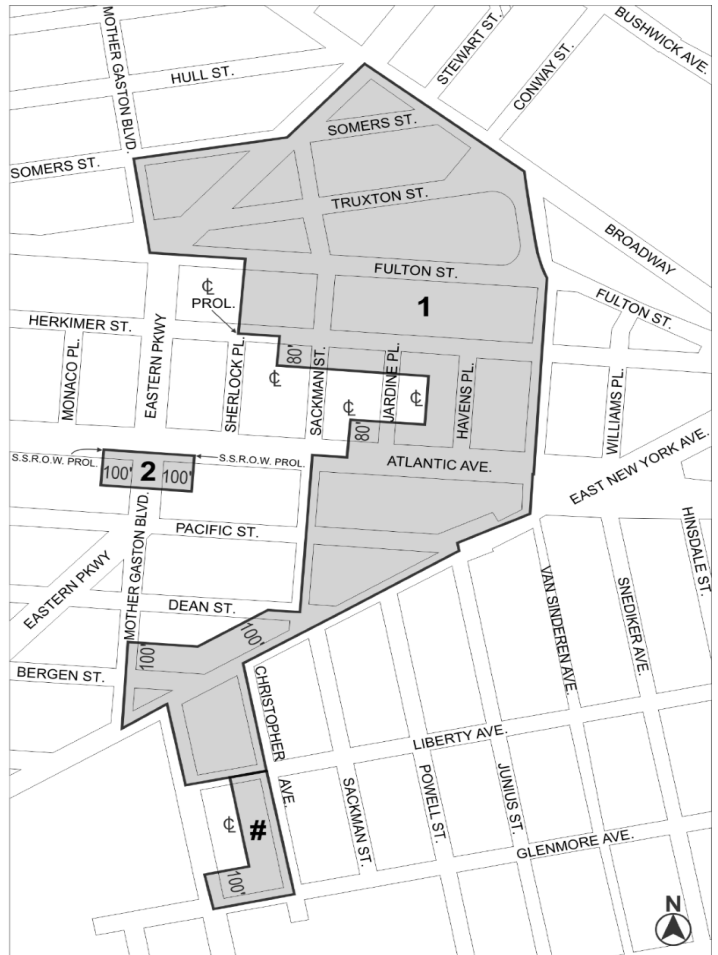 MOTHER GASTON BLVD.
HULL ST.
STEWART ST.
CONWAY ST.
BUSHWICK AVE.
SOMERS ST.
SOMERS ST.
TRUXTON ST.
BROADWAY
FULTON ST.
1
FULTON ST.
℄
PROL.
HERKIMER ST.
MONACO PL.
EASTERN PKWY
SHERLOCK PL.
80'
℄
SACKMAN ST.
℄
JARDINE PL.
℄
HAVENS PL.
WILLIAMS PL.
80'
ATLANTIC AVE.
EAST NEW YORK AVE.
S.S.R.O.W. PROL.
100'
2
100'
S.S.R.O.W. PROL.
MOTHER GASTON BLVD.
PACIFIC ST.
EASTERN PKWY
DEAN ST.
100'
100'
BERGEN ST.
CHRISTOPHER
AVE.
VAN SINDEREN AVE.
SNEDIKER AVE.
HINSDALE ST.
LIBERTY AVE.
SACKMAN ST.
POWELL ST.
JUNIUS ST.
GLENMORE AVE.
℄
#
100'
N